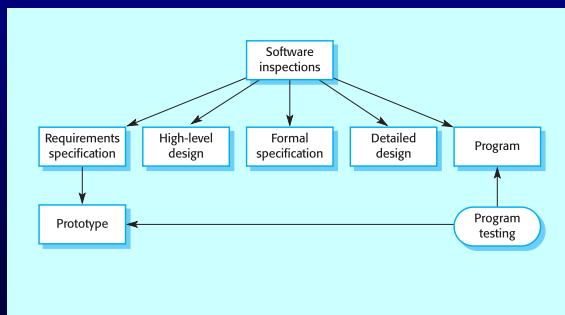 Software
inspections
Requirements
specification
High-level
design
Formal
specification
Detailed
design
Program
Prototype
Program
testing